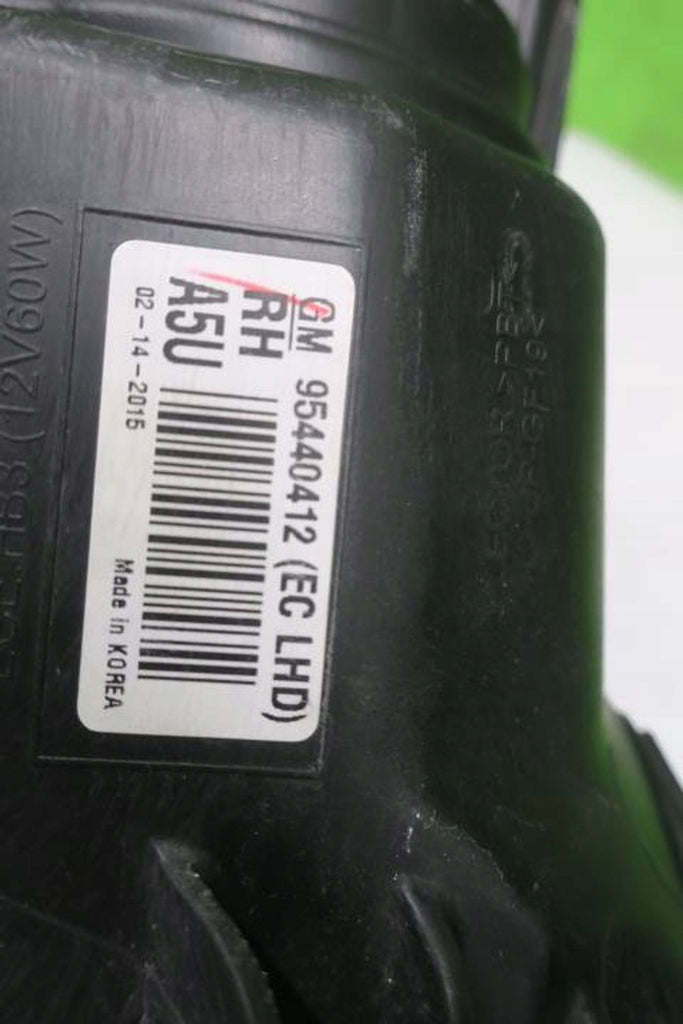 GM 95440412 (EC LHD)
RH
A5U
02-14-2015
Made in KOREA
HB3 (12V60W)